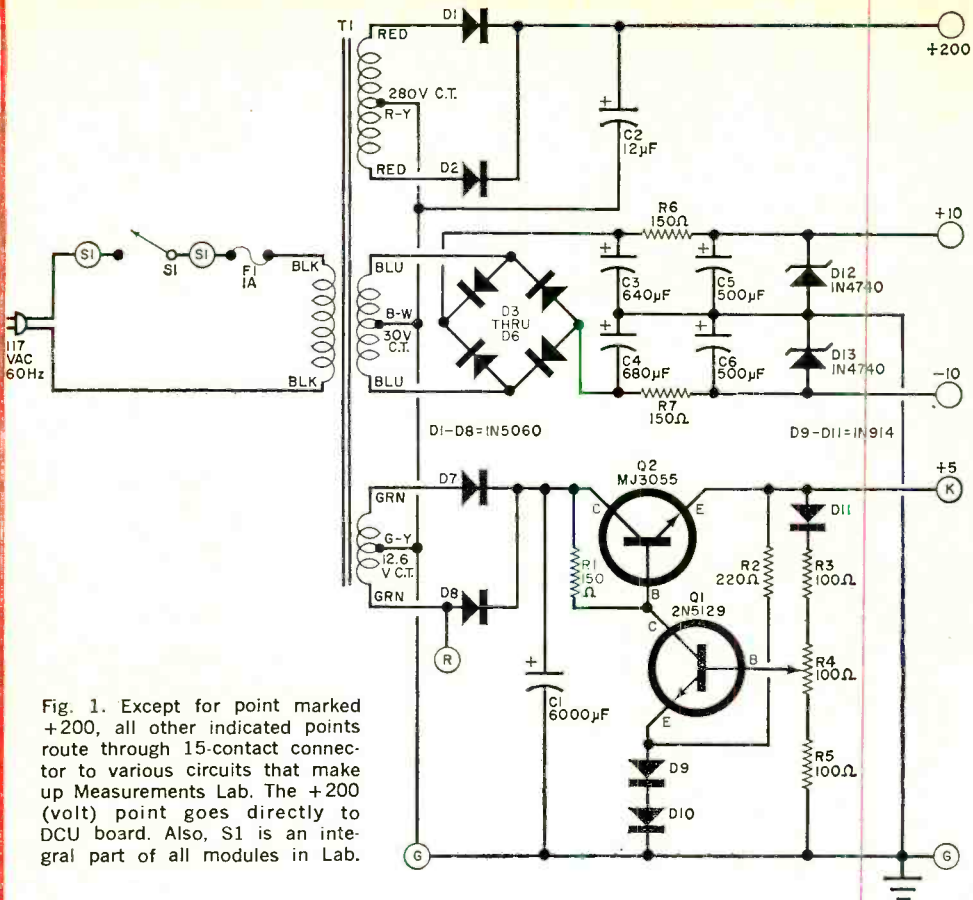 T1
RED
D1
+200
280V C.T.
R-Y
+
C2
12µF
RED
D2
R6
150Ω
+10
S1
S1
S1
F1
1A
BLK
BLU
B-W
30V
C.T.
BLU
D3
THRU
D6
+
C3
640µF
+
C5
500µF
D12
1N4740
+
C4
680µF
+
C6
500µF
D13
1N4740
117
VAC
60Hz
BLK
R7
150Ω
-10
D1-D8=1N5060
D9-D11=1N914
Q2
MJ3055
+5
K
D7
GRN
C
E
D11
G-Y
12.6
V C.T.
R1
150
Ω
R2
220Ω
R3
100Ω
GRN
D8
B
Q1
2N5129
C
B
R
R4
100Ω
+
C1
6000µF
E
R5
100Ω
D9
D10
G
G
Fig. 1. Except for point marked
+200, all other indicated points
route through 15-contact connec-
tor to various circuits that make
up Measurements Lab. The +200
(volt) point goes directly to
DCU board. Also, S1 is an inte-
gral part of all modules in Lab.